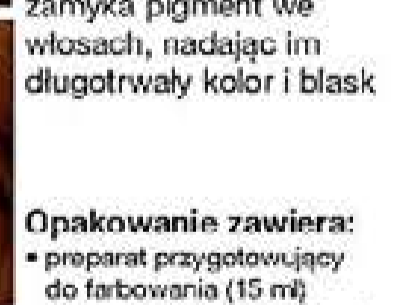 zamyka pigment we
włosach, nadając im
długotrwały kolor i blask
Opakowanie zawiera:
• preparat przygotowujący
do farbowania (15 ml)